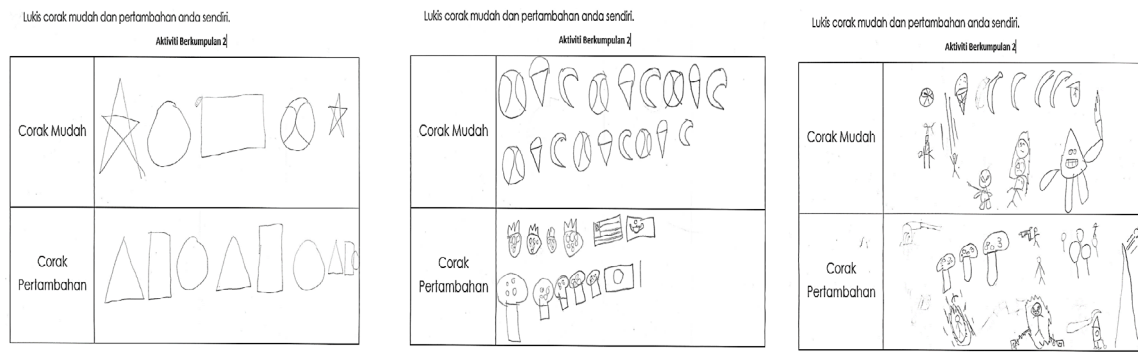 Lukis corak mudah dan pertambahan anda sendiri.
Aktiviti Berkumpulan 2
Corak Mudah
Corak
Pertambahan
Lukis corak mudah dan pertambahan anda sendiri.
Aktiviti Berkumpulan 2
Corak Mudah
Corak
Pertambahan
Lukis corak mudah dan pertambahan anda sendiri.
Aktiviti Berkumpulan 2
Corak Mudah
Corak
Pertambahan